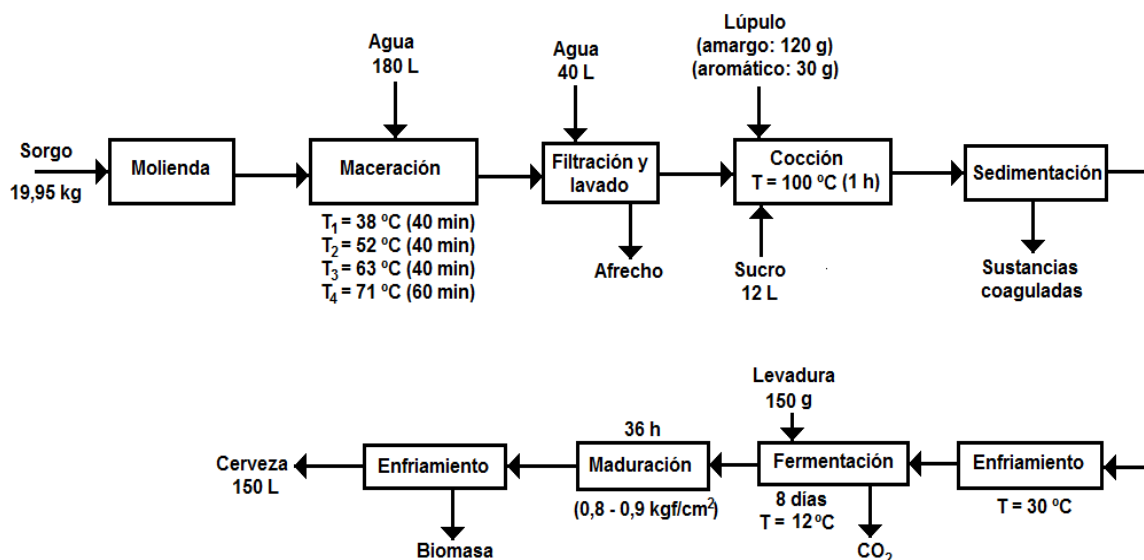 Sorgo
19,95 kg
Molienda
Agua
180 L
Maceración
T1 = 38 ºC (40 min)
T2 = 52 ºC (40 min)
T3 = 63 ºC (40 min)
T4 = 71 ºC (60 min)
Agua
40 L
Filtración y
lavado
Afrecho
Lúpulo
(amargo: 120 g)
(aromático: 30 g)
Cocción
T = 100 ºC (1 h)
Sucro
12 L
Sedimentación
Sustancias
coaguladas
Enfriamiento
T = 30 ºC
Levadura
150 g
Fermentación
8 días
T = 12 ºC
CO2
36 h
Maduración
(0,8 - 0,9 kgf/cm2)
Enfriamiento
Biomasa
Cerveza
150 L